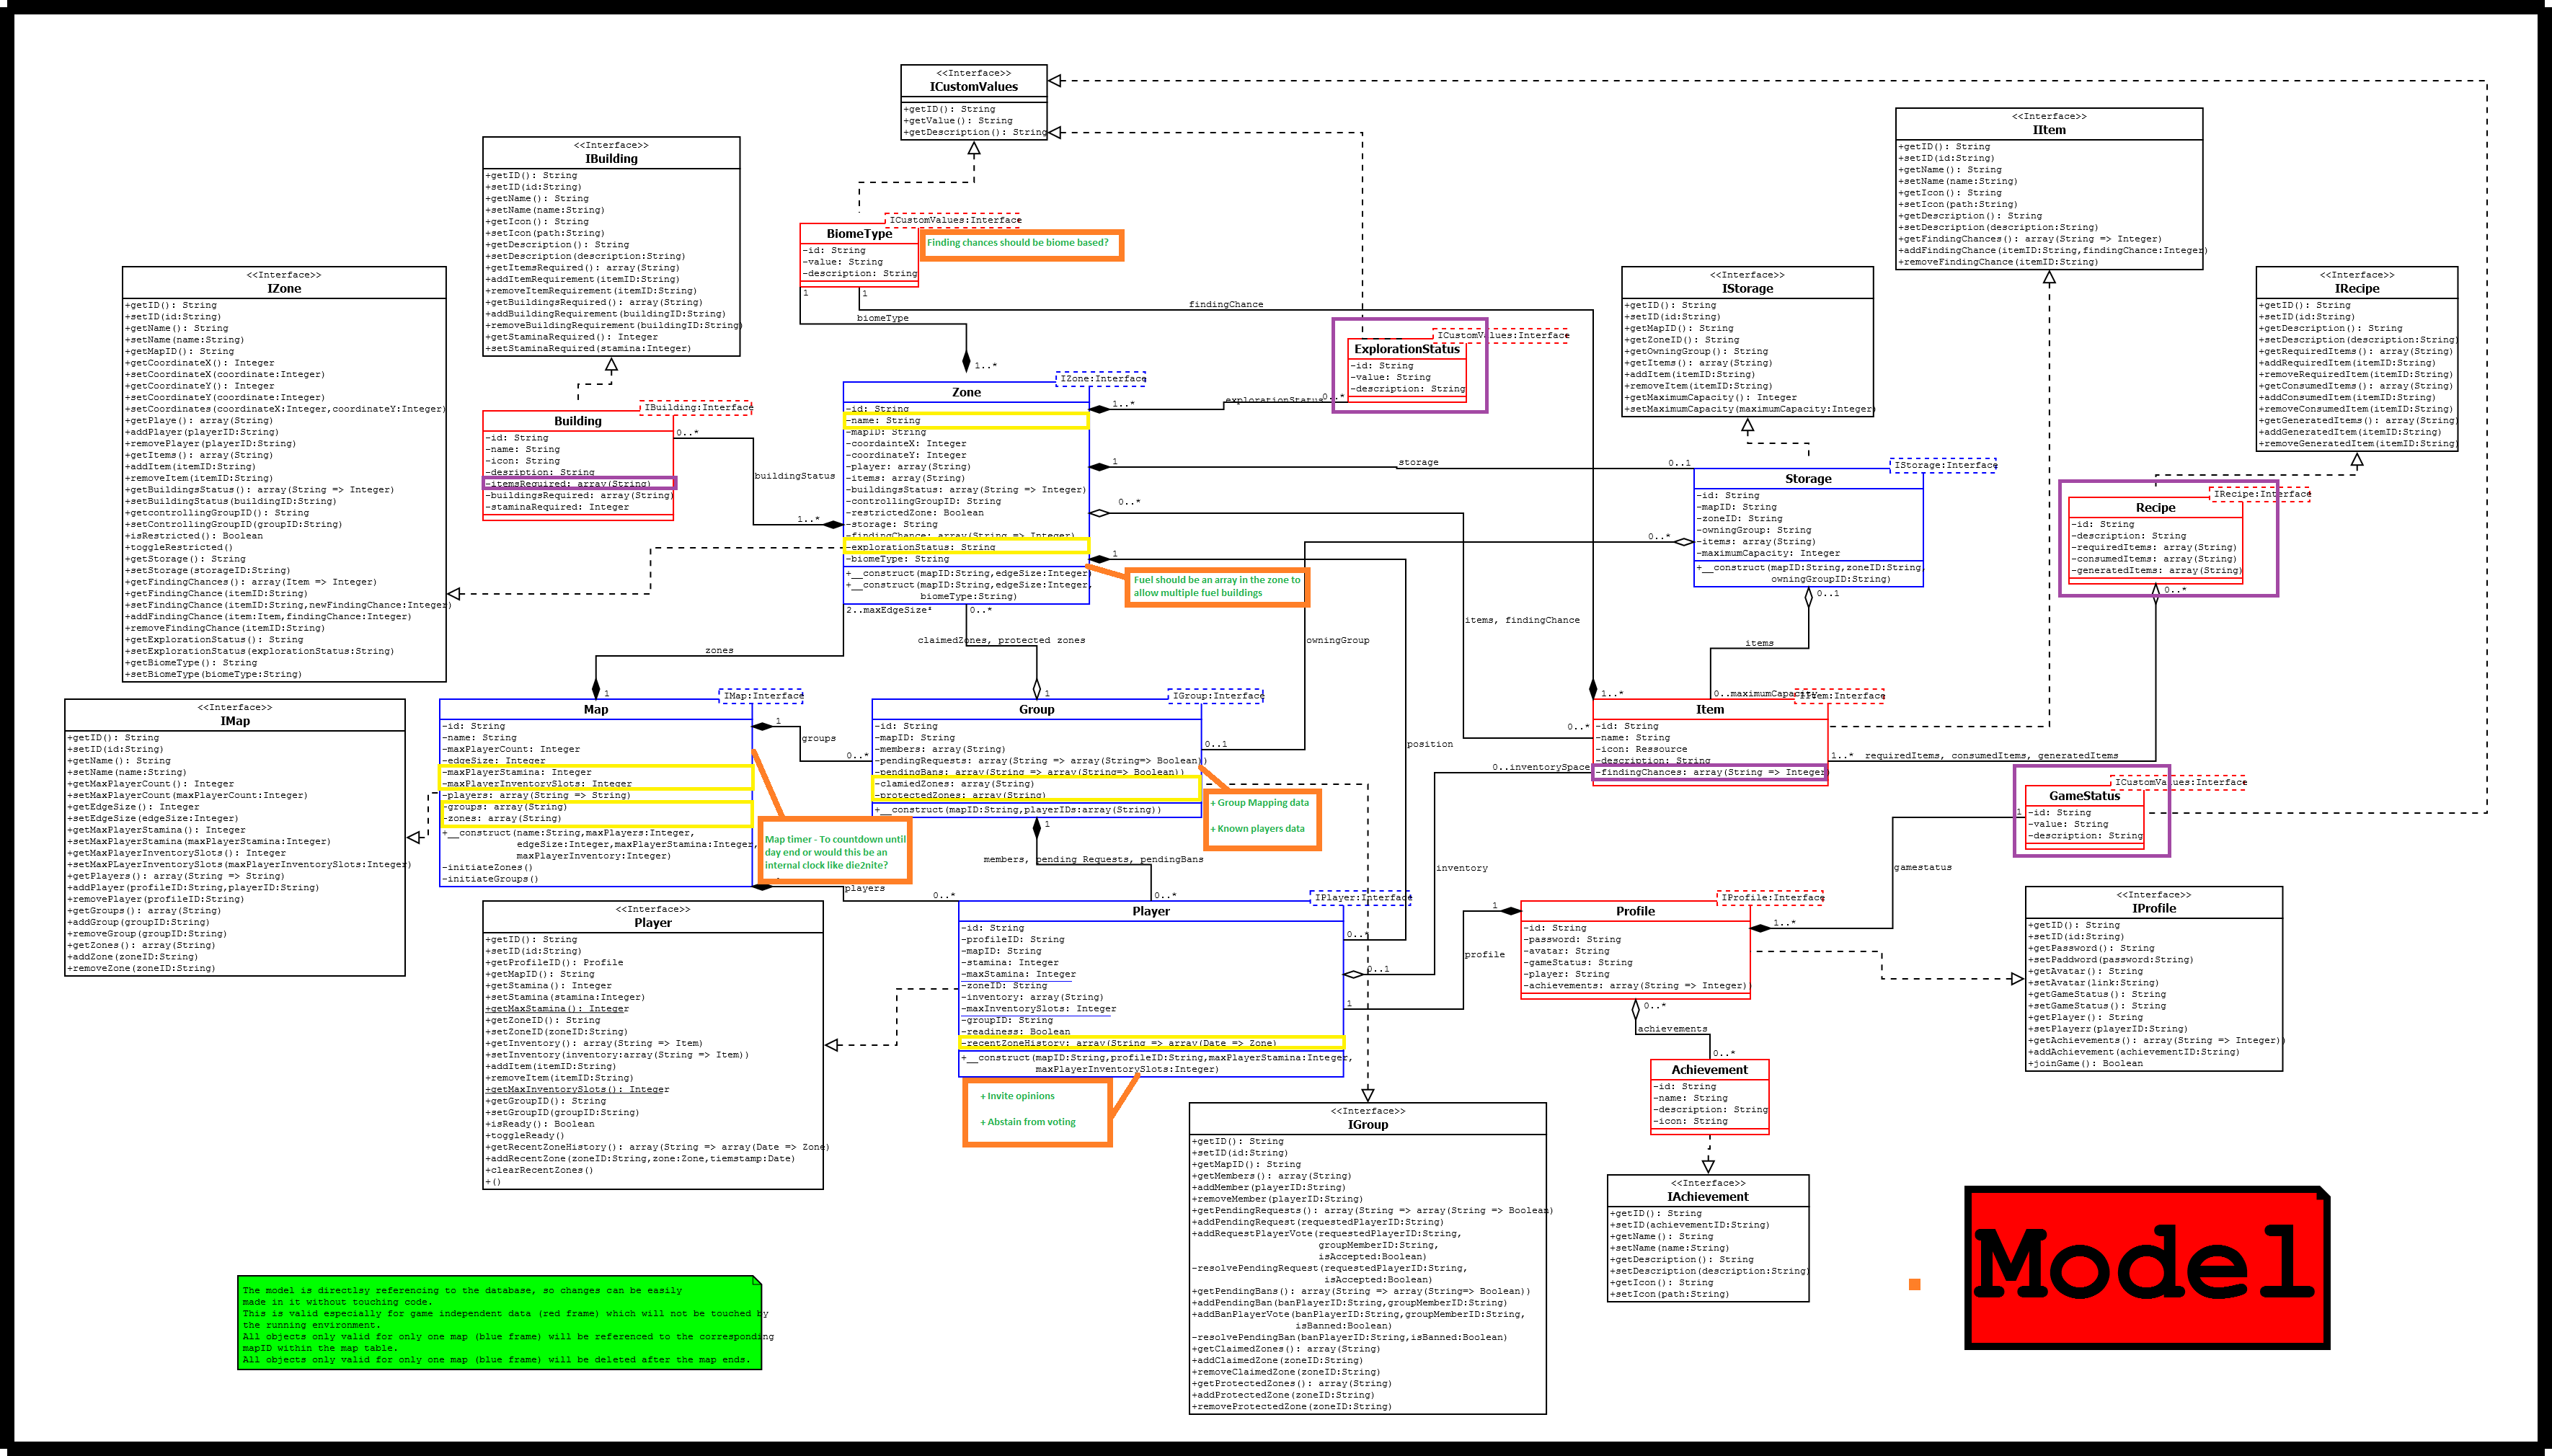 <<Interface>>
ICustomValues
+getID(): String
+getValue(): String
+getDescription(): String
<<Interface>>
IBuilding
+getID(): String
+setID(id:String)
+getName(): String
+setName(name:String)
+getIcon(): String
+setIcon(path:String)
+getDescription(): String
+setDescription(description:String)
+getItemsRequired(): array(String)
+addItemRequirement(itemID:String)
+removeItemRequirement(itemID:String)
+getBuildingsRequired(): array(String)
+addBuildingRequirement(buildingID:String)
+removeBuildingRequirement(buildingID:String)
+getStaminaRequired(): Integer
+setStaminaRequired(stamina:Integer)
<<Interface>>
IItem
+getID(): String
+setID(id:String)
+getName(): String
+setName(name:String)
+getIcon(): String
+setIcon(path:String)
+getDescription(): String
+setDescription(description:String)
+getFindingChances(): array(String => Integer)
+addFindingChance(itemID:String,findingChance:Integer)
+removeFindingChance(itemID:String)
ICustomValues:Interface
BiomeType
-id: String
-value: String
-description: String
Finding chances should be biome based?
1
1
biomeType
findingChance
1..*
<<Interface>>
IZone
+getID(): String
+setID(id:String)
+getName(): String
+setName(name:String)
+getMapID(): String
+getCoordinateX(): Integer
+setCoordinateX(coordinate:Integer)
+getCoordinateY(): Integer
+setCoordinateY(coordinate:Integer)
+setCoordinates(coordinateX:Integer,coordinateY:Integer)
+getPlaye(): array(String)
+addPlayer(playerID:String)
+removePlayer(playerID:String)
+getItems(): array(String)
+addItem(itemID:String)
+removeItem(itemID:String)
+getBuildingsStatus(): array(String => Integer)
+setBuildingStatus(buildingID:String)
+getcontrollingGroupID(): String
+setControllingGroupID(groupID:String)
+isRestricted(): Boolean
+toggleRestricted()
+getStorage(): String
+setStorage(storageID:String)
+getFindingChances(): array(Item => Integer)
+getFindingChance(itemID:String)
+setFindingChance(itemID:String,newFindingChance:Integer)
+addFindingChance(item:Item,findingChance:Integer)
+removeFindingChance(itemID:String)
+getExplorationStatus(): String
+setExplorationStatus(explorationStatus:String)
+getBiomeType(): String
+setBiomeType(biomeType:String)
<<Interface>>
IStorage
+getID(): String
+setID(id:String)
+getMapID(): String
+getZoneID(): String
+getOwningGroup(): String
+getItems(): array(String)
+addItem(itemID:String)
+removeItem(itemID:String)
+getMaximumCapacity(): Integer
+setMaximumCapacity(maximumCapacity:Integer)
<<Interface>>
IRecipe
+getID(): String
+setID(id:String)
+getDescription(): String
+setDescription(description:String)
+getRequiredItems(): array(String)
+addRequiredItem(itemID:String)
+removeRequiredItem(itemID:String)
+getConsumedItems(): array(String)
+addConsumedItem(itemID:String)
+removeConsumedItem(itemID:String)
+getGeneratedItems(): array(String)
+addGeneratedItem(itemID:String)
+removeGeneratedItem(itemID:String)
ICustomValues:Interface
ExplorationStatus
-id: String
-value: String
-description: String
1..*
explorationStatus
0..*
IBuilding:Interface
Building
-id: String
-name: String
-icon: String
-desription: String
-itemsRequired: array(String)
-buildingsRequired: array(String)
-staminaRequired: Integer
0..*
buildingStatus
1..*
IZone:Interface
Zone
-id: String
-name: String
-mapID: String
-coordainteX: Integer
-coordinateY: Integer
-player: array(String)
-items: array(String)
-buildingsStatus: array(String => Integer)
-controllingGroupID: String
-restrictedZone: Boolean
-storage: String
-findingChance: array(String => Integer)
-explorationStatus: String
-biomeType: String
+__construct(mapID:String,edgeSize:Integer)
+__construct(mapID:String,edgeSize:Integer,
biomeType:String)
1
storage
0..1
0..*
1
Fuel should be an array in the zone to
allow multiple fuel buildings
2..maxEdgeSize²
0..*
claimedZones, protected zones
zones
1
1
IStorage:Interface
Storage
-id: String
-mapID: String
-zoneID: String
-owningGroup: String
-items: array(String)
-maximumCapacity: Integer
+__construct(mapID:String,zoneID:String,
owningGroupID:String)
0..*
0..1
owningGroup
items, findingChance
items
0..maximumCapacity
IRecipe:Interface
Recipe
-id: String
-description: String
-requiredItems: array(String)
-consumedItems: array(String)
-generatedItems: array(String)
0..*
<<Interface>>
IMap
+getID(): String
+setID(id:String)
+getName(): String
+setName(name:String)
+getMaxPlayerCount(): Integer
+setMaxPlayerCount(maxPlayerCount:Integer)
+getEdgeSize(): Integer
+setEdgeSize(edgeSize:Integer)
+getMaxPlayerStamina(): Integer
+setMaxPlayerStamina(maxPlayerStamina:Integer)
+getMaxPlayerInventorySlots(): Integer
+setMaxPlayerInventorySlots(maxPlayerInventorySlots:Integer)
+getPlayers(): array(String => String)
+addPlayer(profileID:String,playerID:String)
+removePlayer(profileID:String)
+getGroups(): array(String)
+addGroup(groupID:String)
+removeGroup(groupID:String)
+getZones(): array(String)
+addZone(zoneID:String)
+removeZone(zoneID:String)
IMap:Interface
Map
-id: String
-name: String
-maxPlayerCount: Integer
-edgeSize: Integer
-maxPlayerStamina: Integer
-maxPlayerInventorySlots: Integer
-players: array(String => String)
-groups: array(String)
-zones: array(String)
+__construct(name:String,maxPlayers:Integer,
edgeSize:Integer,maxPlayerStamina:Integer,
maxPlayerInventory:Integer)
-initiateZones()
-initiateGroups()
1
groups
0..*
Map timer - To countdown until
day end or would this be an
internal clock like die2nite?
players
0..*
IGroup:Interface
Group
-id: String
-mapID: String
-members: array(String)
-pendingRequests: array(String => array(String=> Boolean))
-pendingBans: array(String => array(String=> Boolean))
-clamiedZones: array(String)
-protectedZones: array(String)
+__construct(mapID:String,playerIDs:array(String))
0..1
+ Group Mapping data
+ Known players data
1
members, pending Requests, pendingBans
0..*
position
inventory
0..inventorySpace
IItem:Interface
Item
-id: String
-name: String
-icon: Ressource
-description: String
-findingChances: array(String => Integer)
1..*
0..*
1..*
requiredItems, consumedItems, generatedItems
ICustomValues:Interface
GameStatus
-id: String
-value: String
-description: String
1
gamestatus
<<Interface>>
Player
+getID(): String
+setID(id:String)
+getProfileID(): Profile
+getMapID(): String
+getStamina(): Integer
+setStamina(stamina:Integer)
+getMaxStamina(): Integer
+getZoneID(): String
+setZoneID(zoneID:String)
+getInventory(): array(String => Item)
+setInventory(inventory:array(String => Item))
+addItem(itemID:String)
+removeItem(itemID:String)
+getMaxInventorySlots(): Integer
+getGroupID(): String
+setGroupID(groupID:String)
+isReady(): Boolean
+toggleReady()
+getRecentZoneHistory(): array(String => array(Date => Zone)
+addRecentZone(zoneID:String,zone:Zone,tiemstamp:Date)
+clearRecentZones()
+()
IPlayer:Interface
Player
-id: String
-profileID: String
-mapID: String
-stamina: Integer
-maxStamina: Integer
-zoneID: String
-inventory: array(String)
-maxInventorySlots: Integer
-groupID: String
-readiness: Boolean
-recentZoneHistory: array(String => array(Date => Zone)
+__construct(mapID:String,profileID:String,maxPlayerStamina:Integer,
maxPlayerInventorySlots:Integer)
0..*
0..1
1
profile
1
+ Invite opinions
+ Abstain from voting
IProfile:Interface
Profile
-id: String
-password: String
-avatar: String
-gameStatus: String
-player: String
-achievements: array(String => Integer)
1..*
0..*
achievements
0..*
<<Interface>>
IProfile
+getID(): String
+setID(id:String)
+getPassword(): String
+setPaddword(password:String)
+getAvatar(): String
+setAvatar(link:String)
+getGameStatus(): String
+setGameStatus(): String
+getPlayer(): String
+setPlayerr(playerID:String)
+getAchievements(): array(String => Integer))
+addAchievement(achievementID:String)
+joinGame(): Boolean
Achievement
-id: String
-name: String
-description: String
-icon: String
<<Interface>>
IAchievement
+getID(): String
+setID(achievementID:String)
+getName(): String
+setName(name:String)
+getDescription(): String
+setDescription(description:String)
+getIcon(): String
+setIcon(path:String)
<<Interface>>
IGroup
+getID(): String
+setID(id:String)
+getMapID(): String
+getMembers(): array(String)
+addMember(playerID:String)
+removeMember(playerID:String)
+getPendingRequests(): array(String => array(String => Boolean)
+addPendingRequest(requestedPlayerID:String)
+addRequestPlayerVote(requestedPlayerID:String,
groupMemberID:String,
isAccepted:Boolean)
-resolvePendingRequest(requestedPlayerID:String,
isAccepted:Boolean)
+getPendingBans(): array(String => array(String=> Boolean))
+addPendingBan(banPlayerID:String,groupMemberID:String)
+addBanPlayerVote(banPlayerID:String,groupMemberID:String,
isBanned:Boolean)
-resolvePendingBan(banPlayerID:String,isBanned:Boolean)
+getClaimedZones(): array(String)
+addClaimedZone(zoneID:String)
+removeClaimedZone(zoneID:String)
+getProtectedZones(): array(String)
+addProtectedZone(zoneID:String)
+removeProtectedZone(zoneID:String)
The model is directlsy referencing to the database, so changes can be easily
made in it without touching code.
This is valid especially for game independent data (red frame) which will not be touched by
the running environment.
All objects only valid for only one map (blue frame) will be referenced to the corresponding
mapID within the map table.
All objects only valid for only one map (blue frame) will be deleted after the map ends.
Model